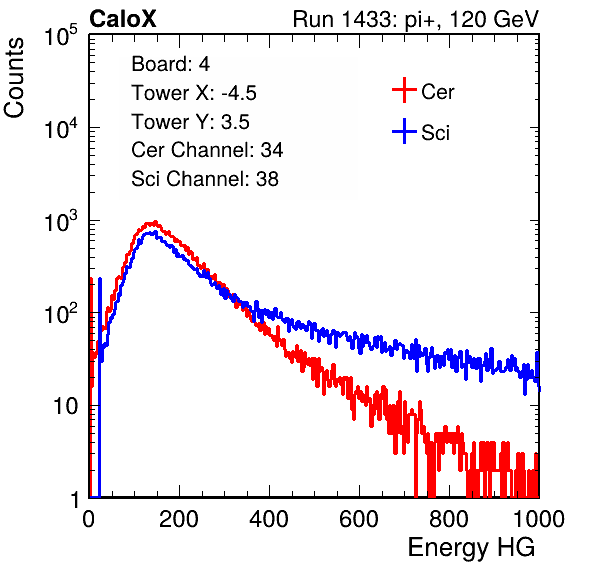 CaloX Run 1433: pi+, 120 GeV
Counts
Board: 4
Tower X: -4.5
Tower Y: 3.5
Cer Channel: 34
Sci Channel: 38
Cer
Sci
10^5
10^4
10^3
10^2
10
1
0 200 400 600 800 1000
Energy HG